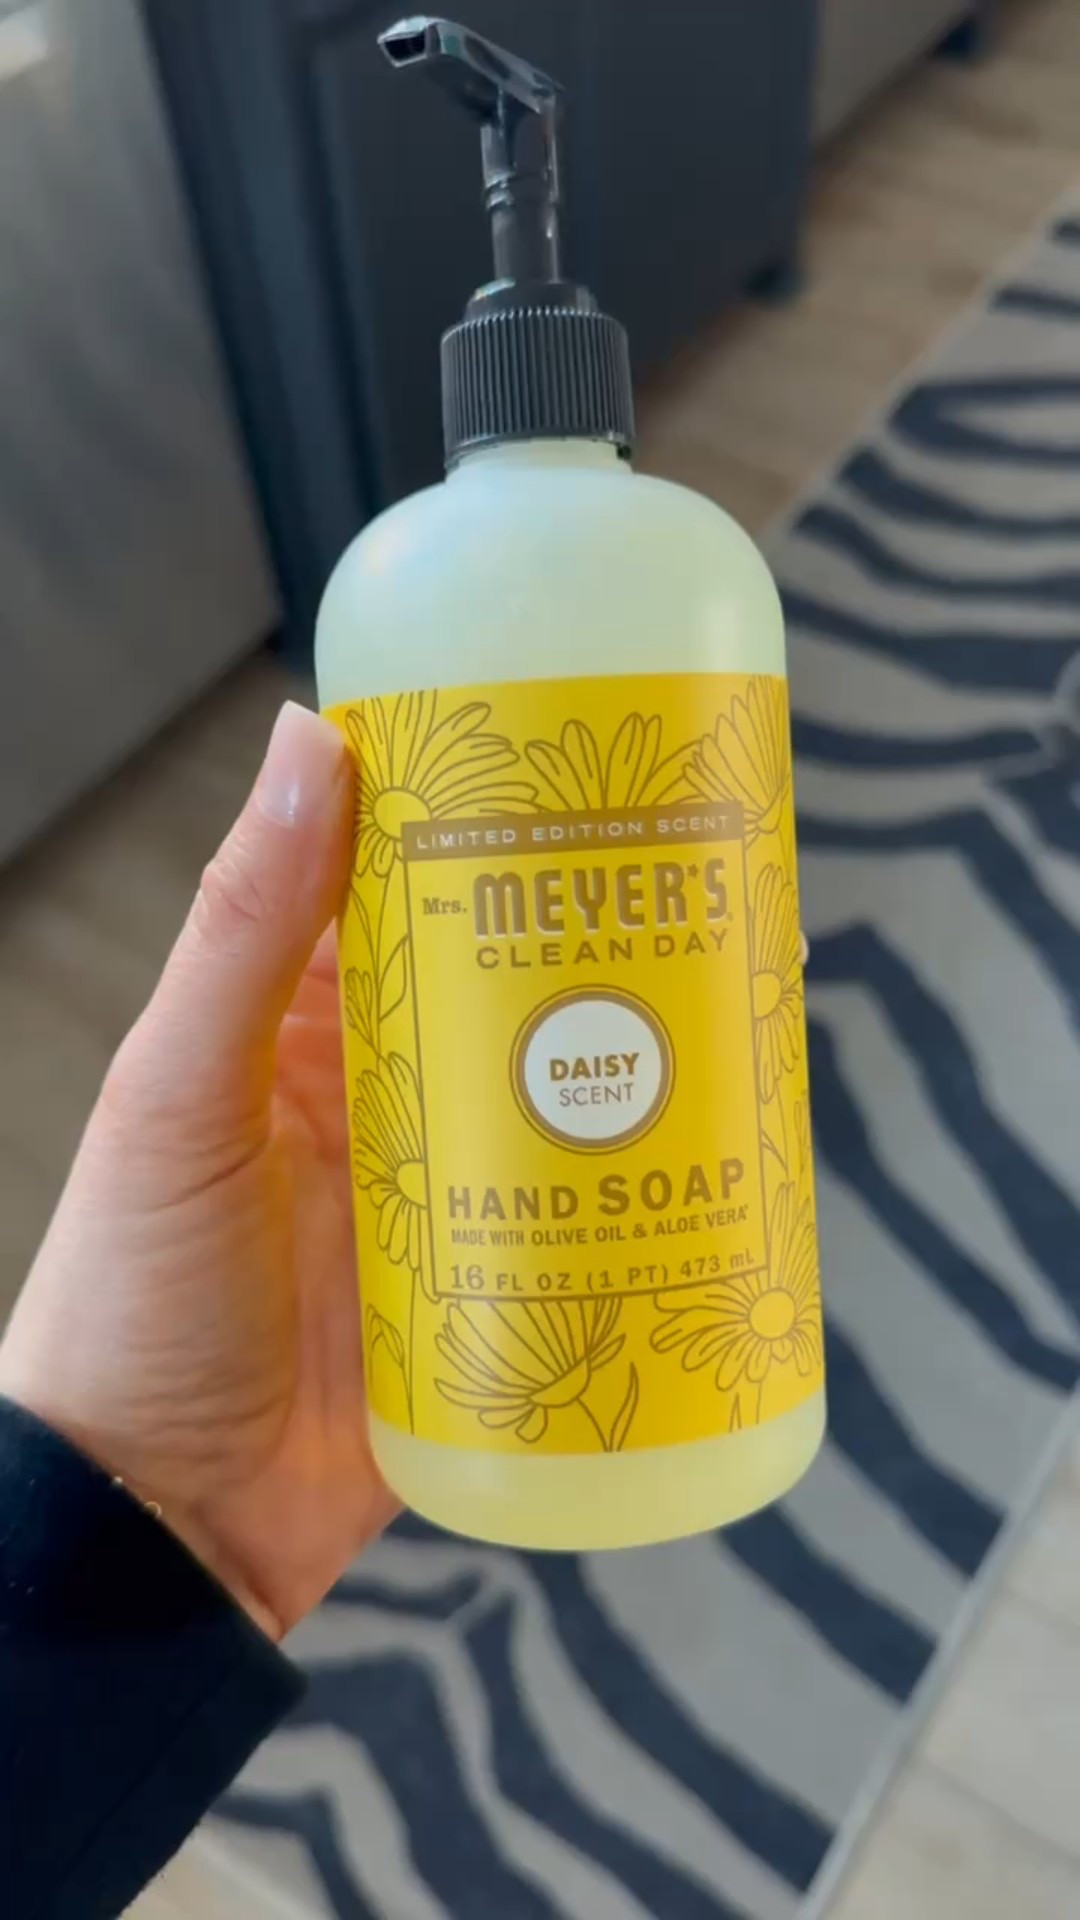 LIMITED EDITION SCENT
Mrs. MEYER*S®
CLEAN DAY
DAISY
SCENT
HAND SOAP
MADE WITH OLIVE OIL & ALOE VERA*
16 FL OZ (1 PT) 473 mL